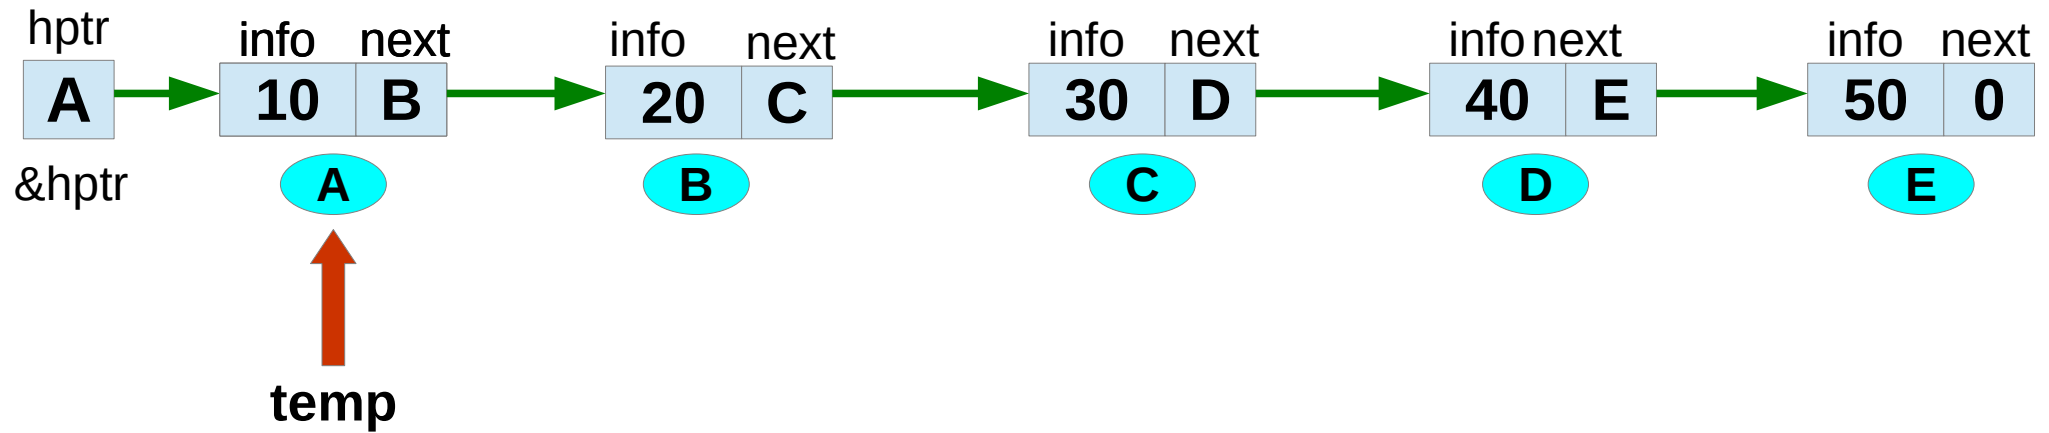 hptr info next info next info next info next info next
A 10 B 20 C 30 D 40 E 50 0
&hptr A B C D E
temp